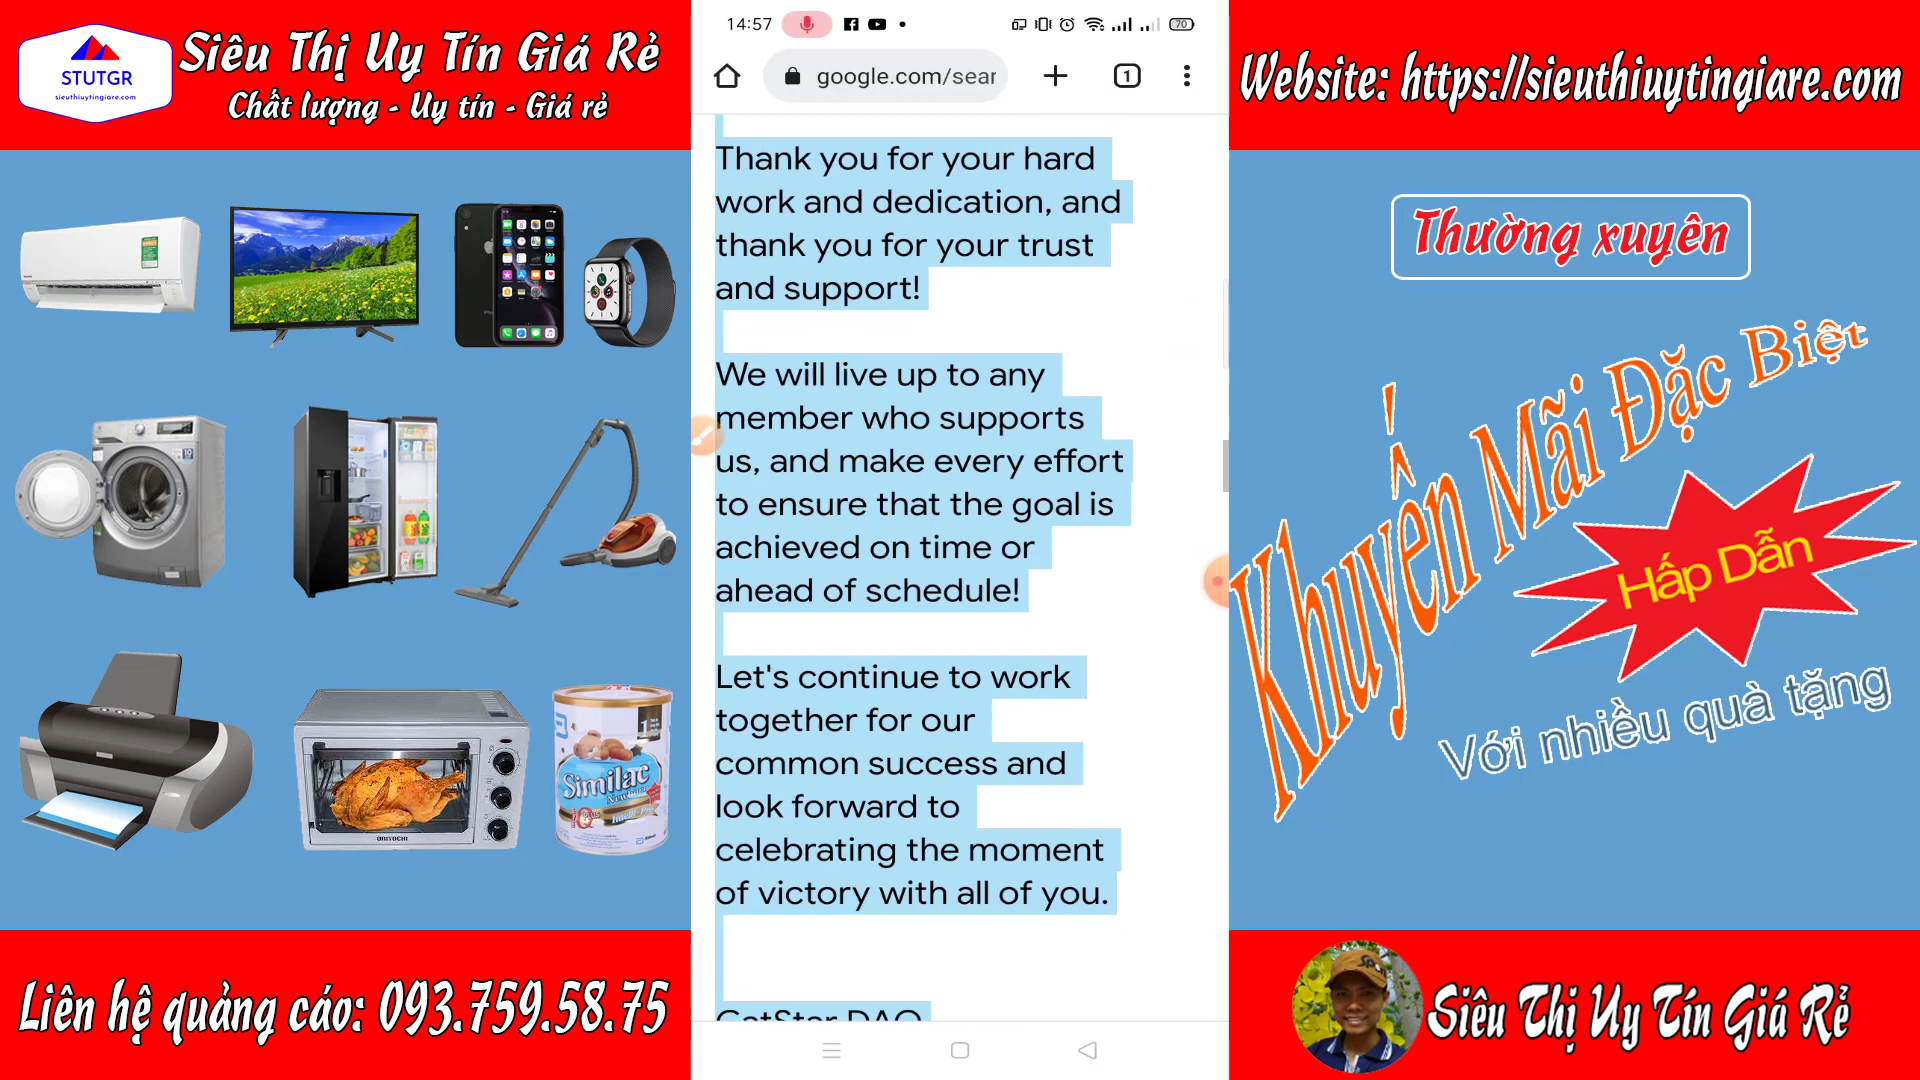 STUTGR
sieuthiuytingiare.com
Siêu Thị Uy Tín Giá Rẻ
Chất lượng - Uy tín - Giá rẻ
14:57
70
google.com/sear
1
Thank you for your hard
work and dedication, and
thank you for your trust
and support!
We will live up to any
member who supports
us, and make every effort
to ensure that the goal is
achieved on time or
ahead of schedule!
Let's continue to work
together for our
common success and
look forward to
celebrating the moment
of victory with all of you.
Website: https://sieuthiuytingiare.com
Thường xuyên
Khuyến Mãi Đặc Biệt
Hấp Dẫn
Với nhiều quà tặng
Similac
IQ
1
Liên hệ quảng cáo: 093.759.58.75
Siêu Thị Uy Tín Giá Rẻ